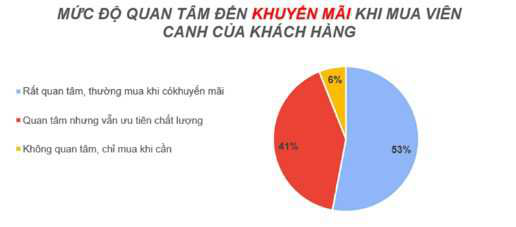 MỨC ĐỘ QUAN TÂM ĐẾN KHUYẾN MÃI KHI MUA VIÊN
CANH CỦA KHÁCH HÀNG
Rất quan tâm, thường mua khi cókhuyến mãi
Quan tâm nhưng vẫn ưu tiên chất lượng
Không quan tâm, chỉ mua khi cần
6%
41%
53%